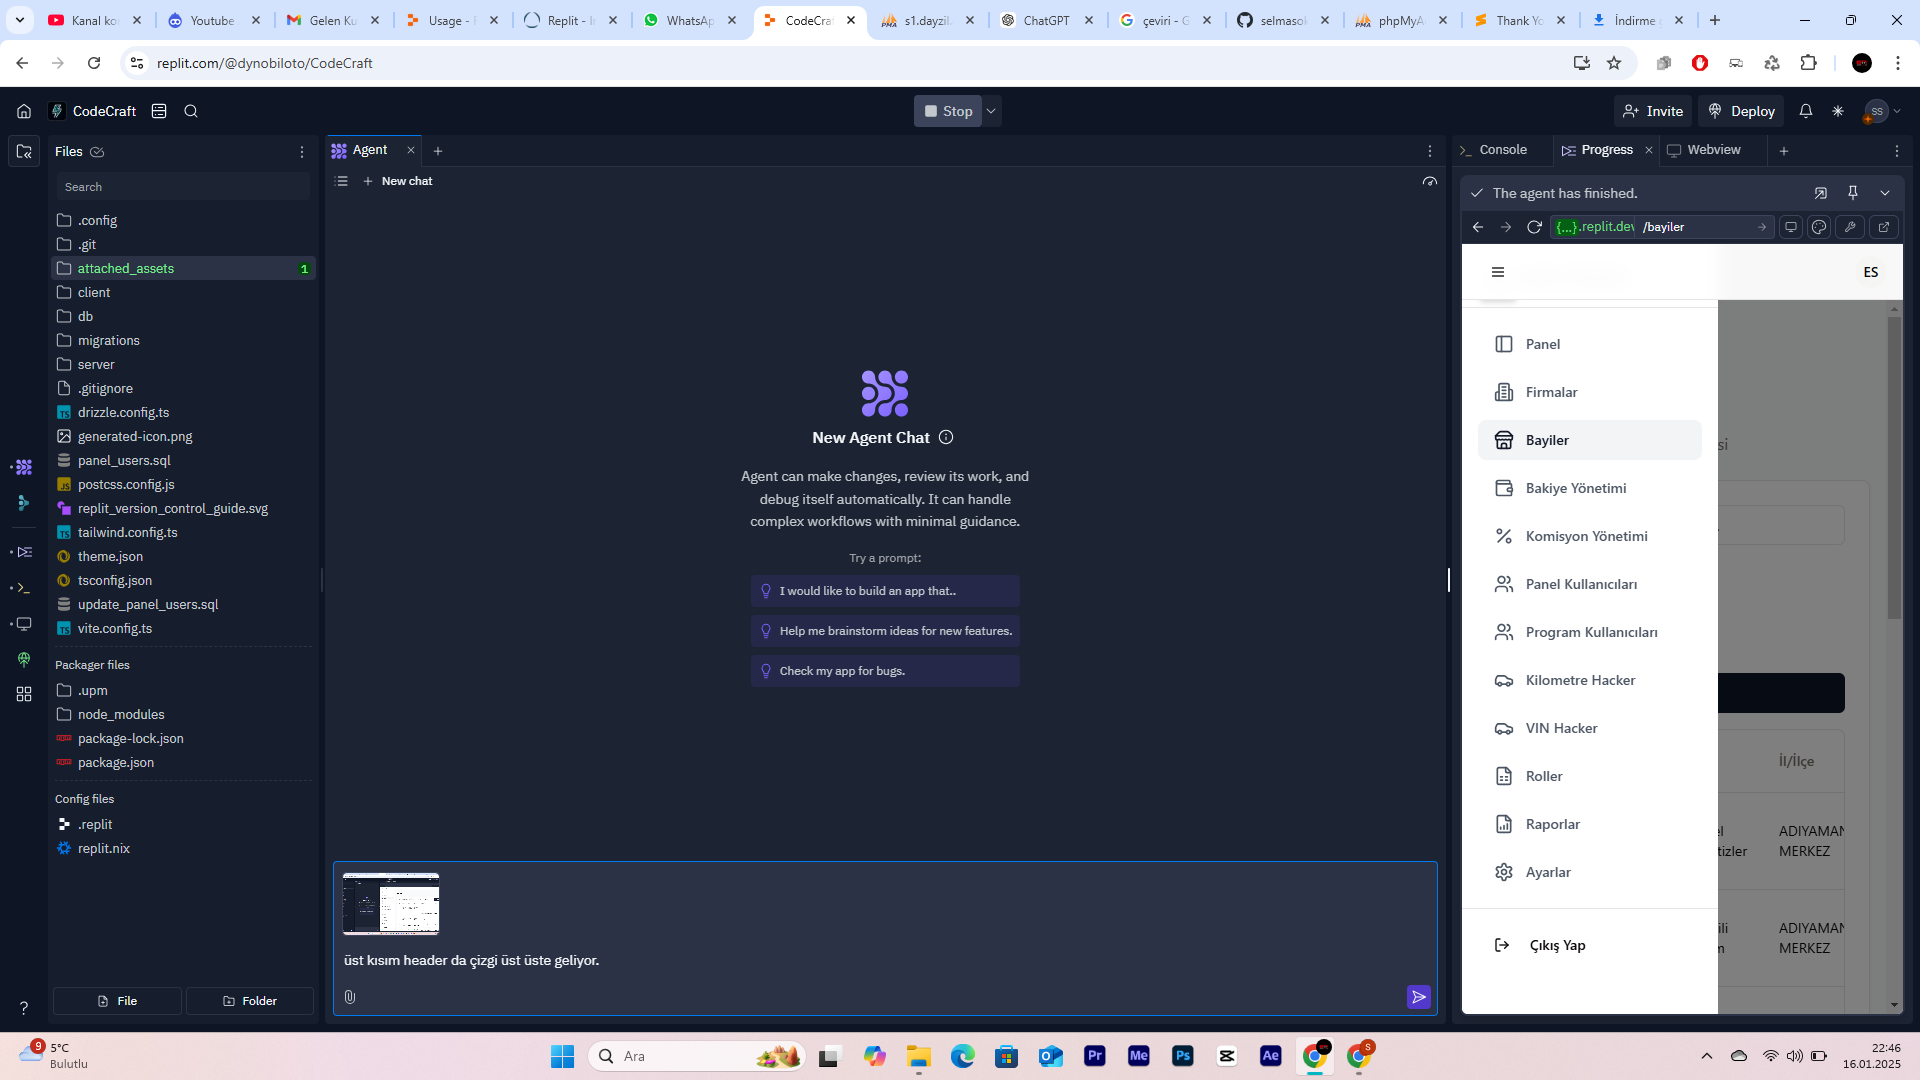 Kanal ko
Youtube
Gelen Ku
Usage -
Replit - I
WhatsAp
CodeCra
s1.dayzil
ChatGPT
çeviri - G
selmasok
phpMyA
Thank Yo
İndirme
replit.com/@dynobiloto/CodeCraft
CodeCraft
Stop
Invite
Deploy
SS
Files
Search
.config
.git
attached_assets 1
client
db
migrations
server
.gitignore
drizzle.config.ts
generated-icon.png
panel_users.sql
postcss.config.js
replit_version_control_guide.svg
tailwind.config.ts
theme.json
tsconfig.json
update_panel_users.sql
vite.config.ts
Packager files
.upm
node_modules
package-lock.json
package.json
Config files
.replit
replit.nix
File
Folder
Agent
New chat
New Agent Chat
Agent can make changes, review its work, and
debug itself automatically. It can handle
complex workflows with minimal guidance.
Try a prompt:
I would like to build an app that..
Help me brainstorm ideas for new features.
Check my app for bugs.
üst kısım header da çizgi üst üste geliyor.
Console
Progress
Webview
The agent has finished.
{...}.replit.dev /bayiler
ES
Panel
Firmalar
Bayiler
Bakiye Yönetimi
Komisyon Yönetimi
Panel Kullanıcıları
Program Kullanıcıları
Kilometre Hacker
VIN Hacker
Roller
Raporlar
Ayarlar
Çıkış Yap
si
İl/İlçe
el
tizler
ADIYAMAN
MERKEZ
ili
m
ADIYAMAN
MERKEZ
9
5°C
Bulutlu
Ara
Pr
Me
Ps
Ae
S
22:46
16.01.2025